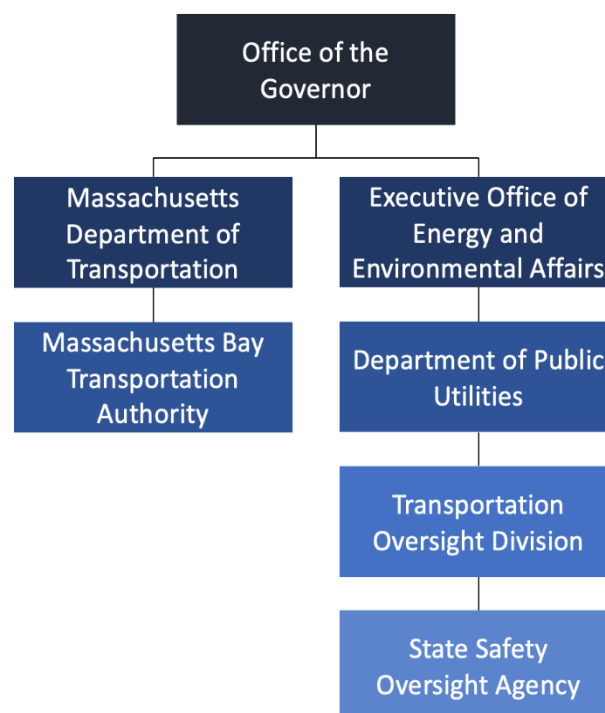 Office of the
Governor
Massachusetts
Department of
Transportation
Executive Office of
Energy and
Environmental Affairs
Massachusetts Bay
Transportation
Authority
Department of Public
Utilities
Transportation
Oversight Division
State Safety
Oversight Agency